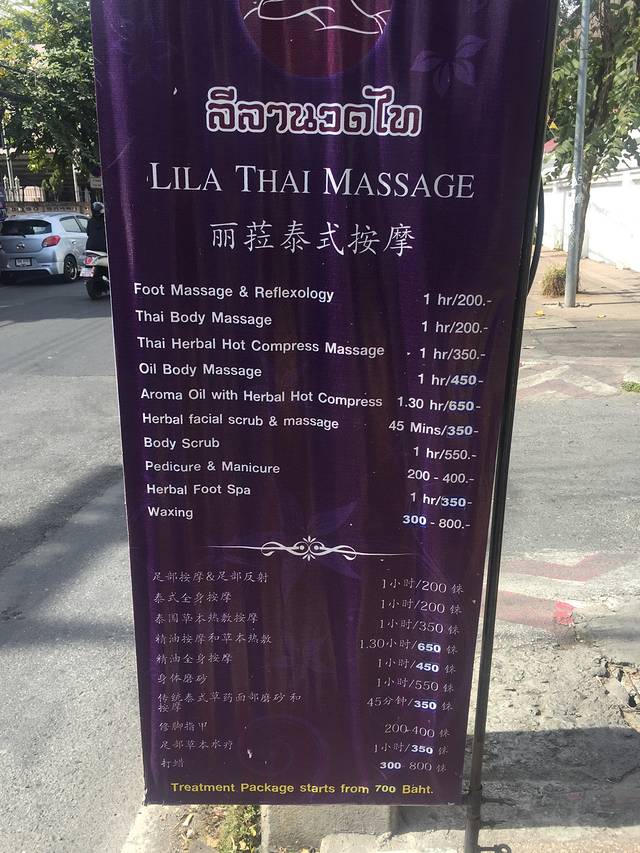 ลีลานวดไท
LILA THAI MASSAGE
丽菈泰式按摩
Foot Massage & Reflexology 1 hr/200.-
Thai Body Massage 1 hr/200.-
Thai Herbal Hot Compress Massage 1 hr/350.-
Oil Body Massage 1 hr/450-
Aroma Oil with Herbal Hot Compress 1.30 hr/650-
Herbal facial scrub & massage 45 Mins/350-
Body Scrub 1 hr/550.-
Pedicure & Manicure 200 - 400.-
Herbal Foot Spa 1 hr/350-
Waxing 300 - 800.-
足部按摩&足部反射 1小时/200 铢
泰式全身按摩 1小时/200 铢
泰国草本热敷按摩 1小时/350 铢
精油按摩和草本热敷 1.30小时/650 铢
精油全身按摩 1小时/450 铢
身体磨砂 1小时/550 铢
传统泰式草药面部磨砂和
按摩 45分钟/350 铢
修脚指甲 200-400 铢
足部草本水疗 1小时/350 铢
打蜡 300-800 铢
Treatment Package starts from 700 Baht.